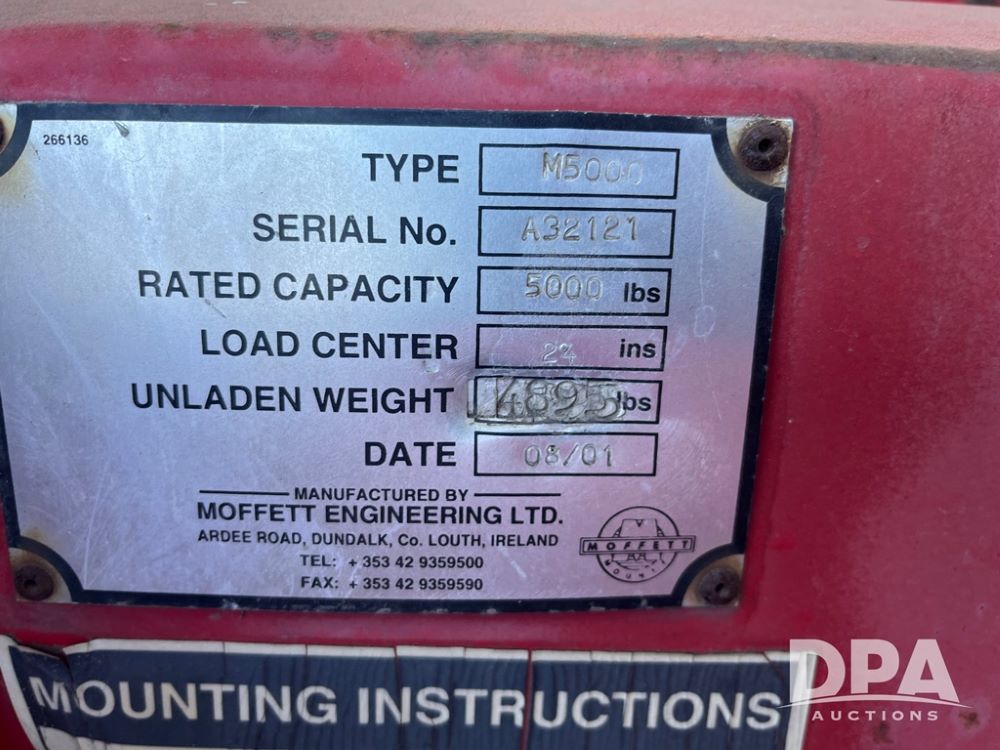 266136
TYPE M5000
SERIAL No. A32121
RATED CAPACITY 5000 lbs
LOAD CENTER 24 ins
UNLADEN WEIGHT 4895 lbs
DATE 08/01
MANUFACTURED BY
MOFFETT ENGINEERING LTD.
ARDEE ROAD, DUNDALK, Co. LOUTH, IRELAND
TEL: + 353 42 9359500
FAX: + 353 42 9359590
MOFFETT
MOUNTY
MOUNTING INSTRUCTIONS
DPA
AUCTIONS